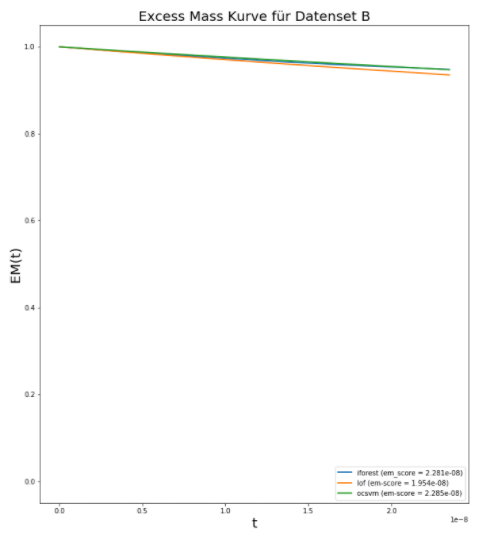 Excess Mass Kurve für Datenset B
1.0
0.8
0.6
0.4
0.2
0.0
EM(t)
iforest (em_score = 2.281e-08)
lof (em-score = 1.954e-08)
ocsvm (em-score = 2.285e-08)
0.0 0.5 1.0 1.5 2.0
1e−8
t